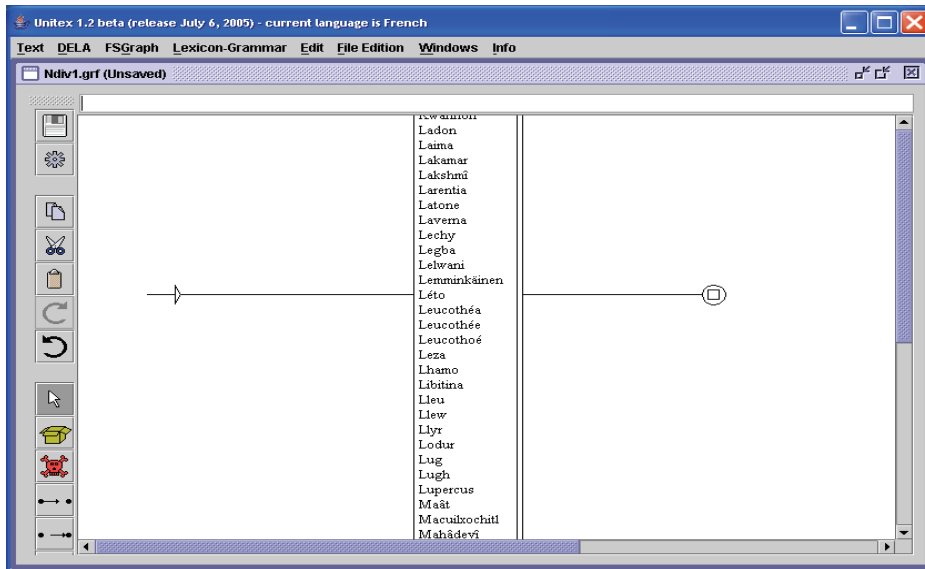 Unitex 1.2 beta (release July 6, 2005) - current language is French
Text DELA FSGraph Lexicon-Grammar Edit File Edition Windows Info
Ndiv1.grf (Unsaved)
Kwannon
Ladon
Laima
Lakamar
Lakshmî
Larentia
Latone
Laverna
Lechy
Legba
Lelwani
Lemminkäinen
Léto
Leucothéa
Leucothée
Leucothoé
Leza
Lhamo
Libitina
Lleu
Llew
Llyr
Lodur
Lug
Lugh
Lupercus
Maât
Macuilxochitl
Mahâdevî